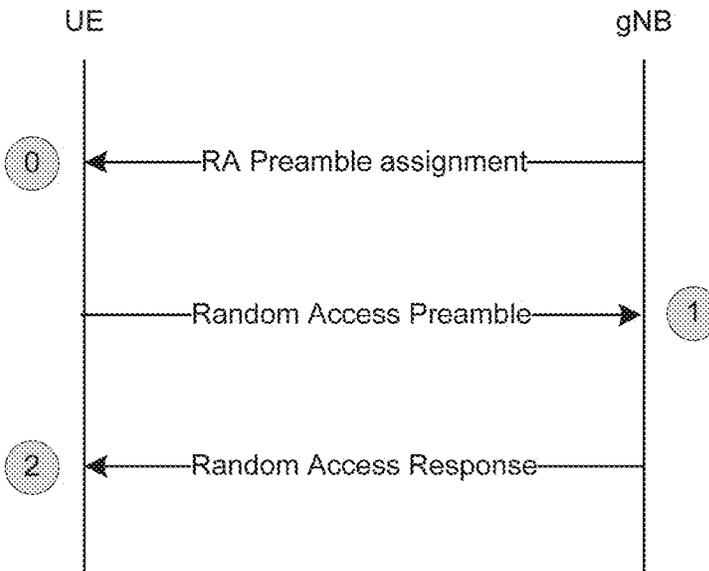 UE
gNB
0
RA Preamble assignment
Random Access Preamble
1
2
Random Access Response